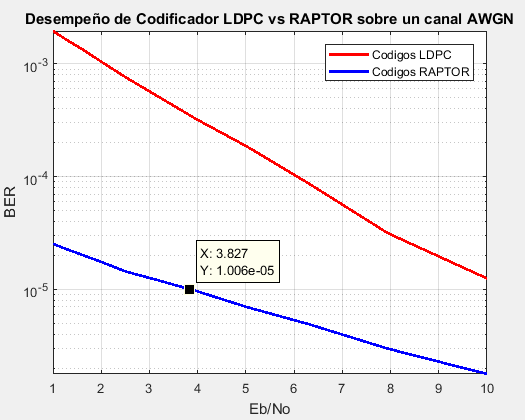 Desempeño de Codificador LDPC vs RAPTOR sobre un canal AWGN
Codigos LDPC
Codigos RAPTOR
10-3
10-4
10-5
BER
X: 3.827
Y: 1.006e-05
1 2 3 4 5 6 7 8 9 10
Eb/No